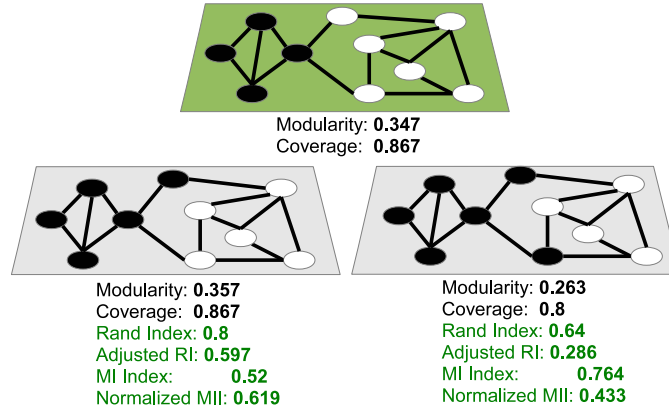 Modularity: 0.347
Coverage: 0.867
Modularity: 0.357
Coverage: 0.867
Rand Index: 0.8
Adjusted RI: 0.597
MI Index: 0.52
Normalized MII: 0.619
Modularity: 0.263
Coverage: 0.8
Rand Index: 0.64
Adjusted RI: 0.286
MI Index: 0.764
Normalized MII: 0.433